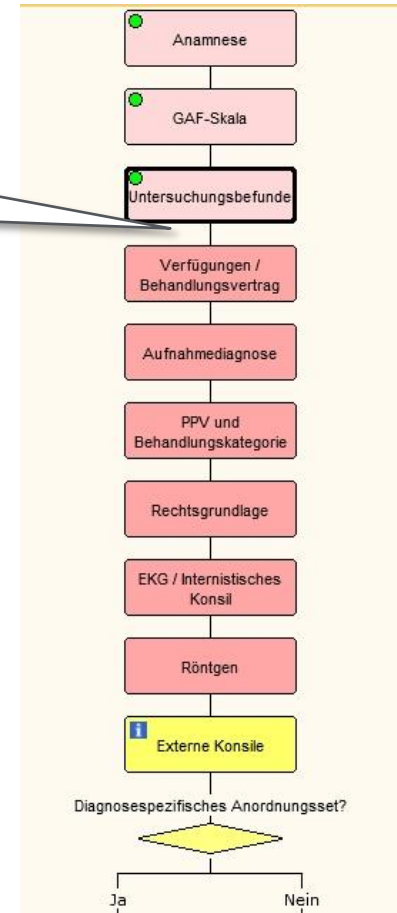 Anamnese
GAF-Skala
Untersuchungsbefunde
Verfügungen /
Behandlungsvertrag
Aufnahmediagnose
PPV und
Behandlungskategorie
Rechtsgrundlage
EKG / Internistisches
Konsil
Röntgen
i
Externe Konsile
Diagnosespezifisches Anordnungsset?
Ja Nein